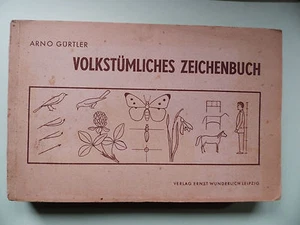 ARNO GÜRTLER
VOLKSTÜMLICHES ZEICHENBUCH
VERLAG ERNST WUNDERLICH LEIPZIG